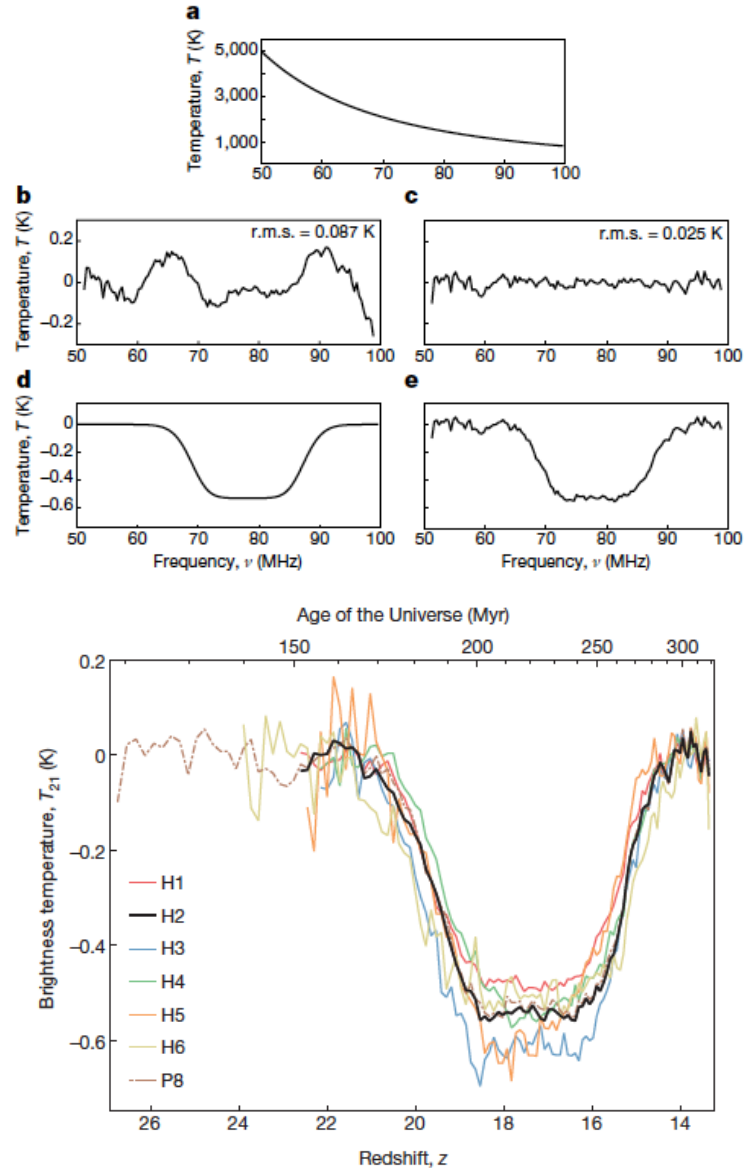 a
Temperature, T (K)
5,000
3,000
1,000
50 60 70 80 90 100
b
r.m.s. = 0.087 K
Temperature, T (K)
0.2
0
–0.2
50 60 70 80 90 100
c
r.m.s. = 0.025 K
50 60 70 80 90 100
d
Temperature, T (K)
0
–0.2
–0.4
–0.6
50 60 70 80 90 100
Frequency, ν (MHz)
e
50 60 70 80 90 100
Frequency, ν (MHz)
Age of the Universe (Myr)
150 200 250 300
Brightness temperature, T21 (K)
0.2
0
–0.2
–0.4
–0.6
H1
H2
H3
H4
H5
H6
P8
26 24 22 20 18 16 14
Redshift, z